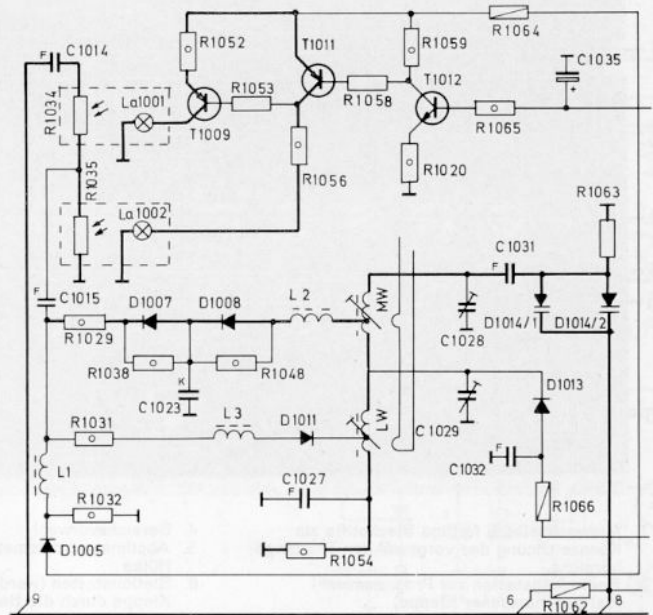 R1052
T1011
R1059
R1064
C1014
F
T1012
C1035
+
La1001
R1053
R1058
R1034
T1009
R1065
R1056
R1020
R1035
La1002
R1063
C1031
F
MW
F
C1015
D1007
D1008
L2
R1029
C1028
D1014/1
D1014/2
R1038
R1048
K
C1023
D1013
R1031
L3
D1011
LW
C1029
L1
F
C1027
F
C1032
R1032
R1066
D1005
R1054
9
6
R1062
8